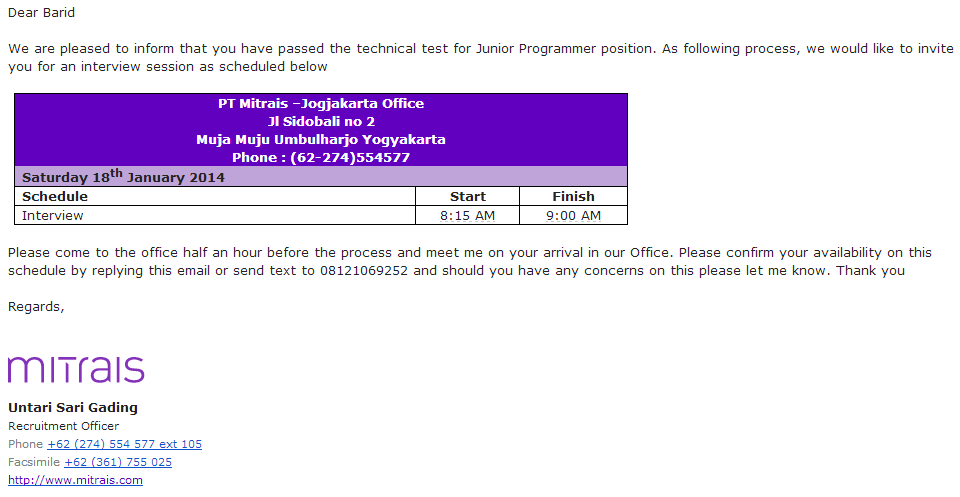 Dear Barid
We are pleased to inform that you have passed the technical test for Junior Programmer position. As following process, we would like to invite
you for an interview session as scheduled below
PT Mitrais –Jogjakarta Office
Jl Sidobali no 2
Muja Muju Umbulharjo Yogyakarta
Phone : (62-274)554577
Saturday 18th January 2014
Schedule Start Finish
Interview 8:15 AM 9:00 AM
Please come to the office half an hour before the process and meet me on your arrival in our Office. Please confirm your availability on this
schedule by replying this email or send text to 08121069252 and should you have any concerns on this please let me know. Thank you
Regards,
mitrais
Untari Sari Gading
Recruitment Officer
Phone +62 (274) 554 577 ext 105
Facsimile +62 (361) 755 025
http://www.mitrais.com